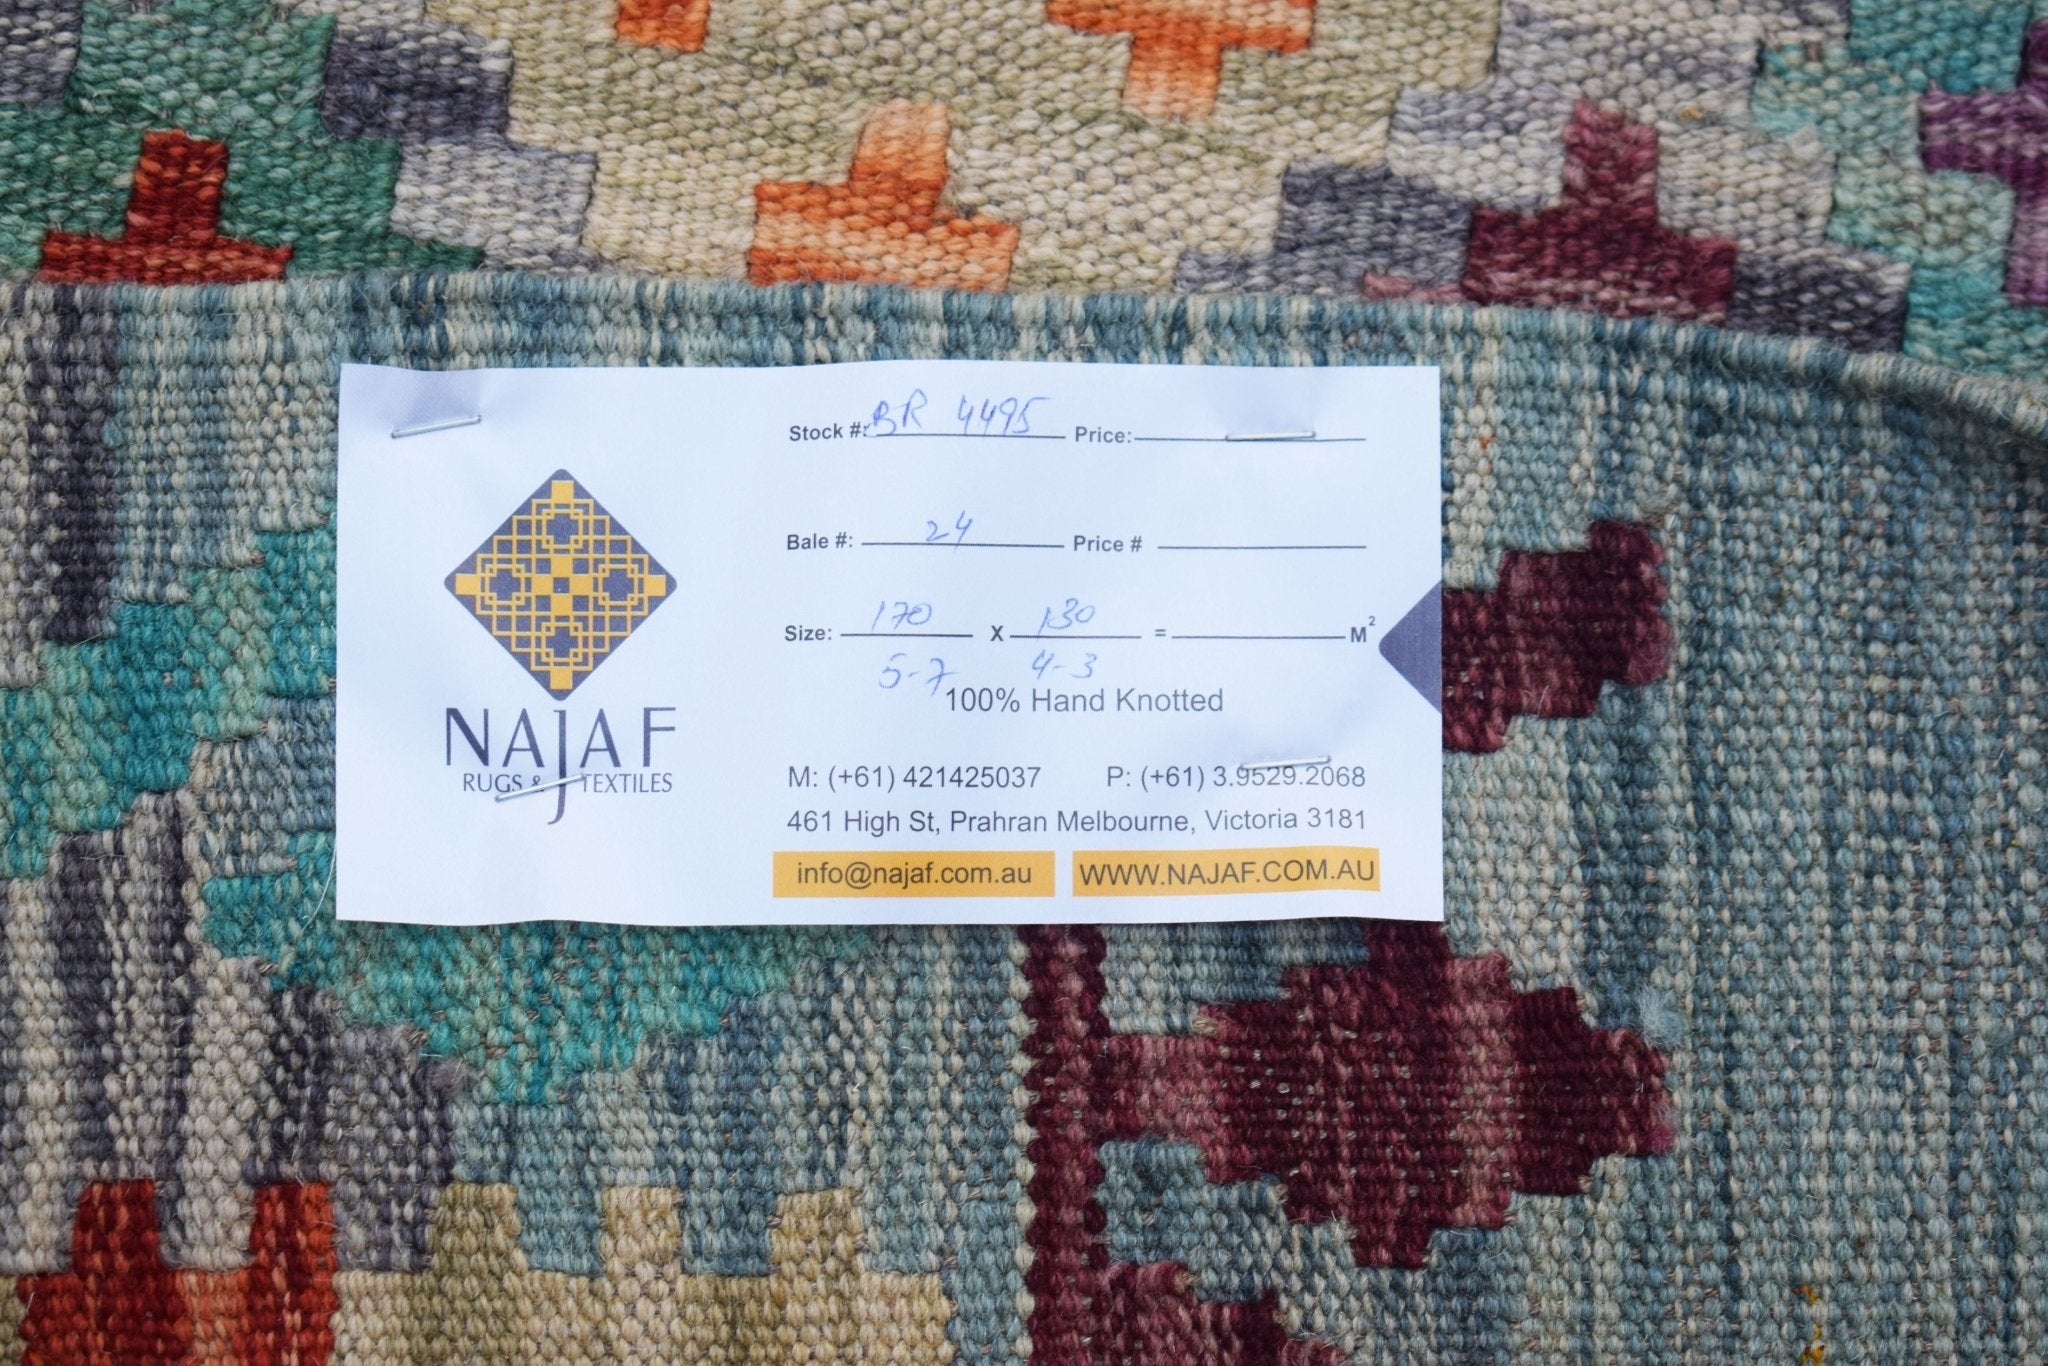 NAJAF
RUGS & TEXTILES
Stock #: BR 4495 Price:
Bale #: 24 Price #
Size: 170 X 130 = M²
5-7 4-3
100% Hand Knotted
M: (+61) 421425037 P: (+61) 3.9529.2068
461 High St, Prahran Melbourne, Victoria 3181
info@najaf.com.au WWW.NAJAF.COM.AU